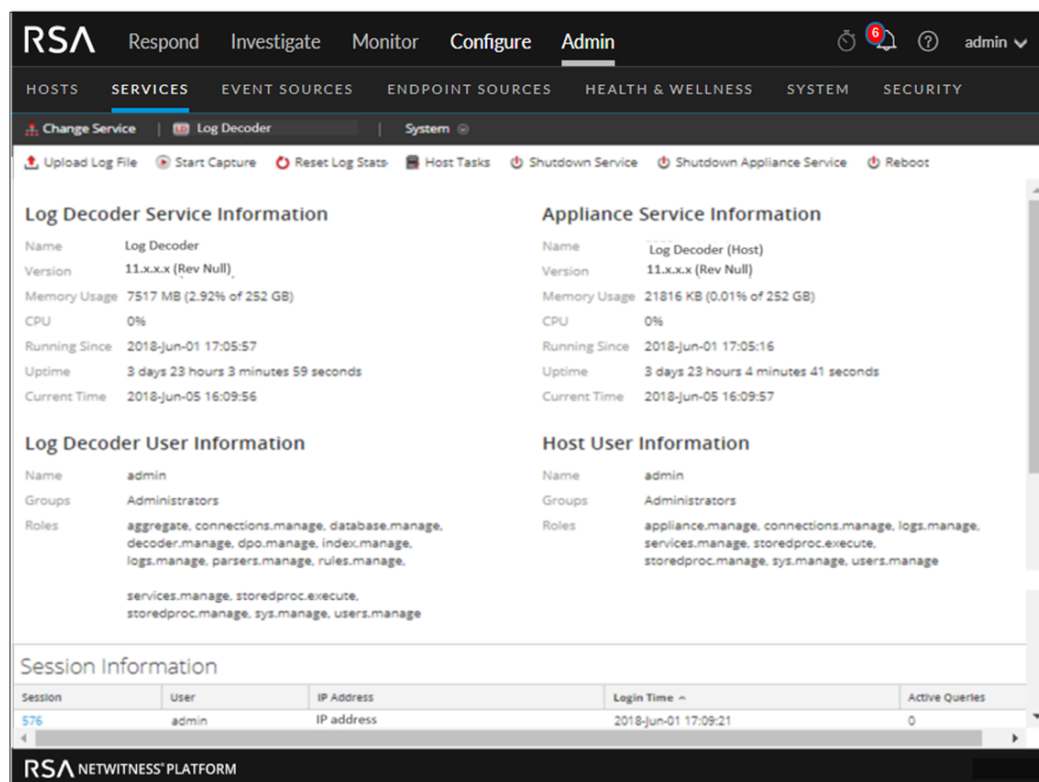 RSA Respond Investigate Monitor Configure Admin 6 admin
HOSTS SERVICES EVENT SOURCES ENDPOINT SOURCES HEALTH & WELLNESS SYSTEM SECURITY
Change Service | LD Log Decoder | System
Upload Log File Start Capture Reset Log Stats Host Tasks Shutdown Service Shutdown Appliance Service Reboot
Log Decoder Service Information
Name Log Decoder
Version 11.x.x.x (Rev Null)
Memory Usage 7517 MB (2.92% of 252 GB)
CPU 0%
Running Since 2018-Jun-01 17:05:57
Uptime 3 days 23 hours 3 minutes 59 seconds
Current Time 2018-Jun-05 16:09:56
Appliance Service Information
Name Log Decoder (Host)
Version 11.x.x.x (Rev Null)
Memory Usage 21816 KB (0.01% of 252 GB)
CPU 0%
Running Since 2018-Jun-01 17:05:16
Uptime 3 days 23 hours 4 minutes 41 seconds
Current Time 2018-Jun-05 16:09:57
Log Decoder User Information
Name admin
Groups Administrators
Roles aggregate, connections.manage, database.manage,
decoder.manage, dpo.manage, index.manage,
logs.manage, parsers.manage, rules.manage,
services.manage, storedproc.execute,
storedproc.manage, sys.manage, users.manage
Host User Information
Name admin
Groups Administrators
Roles appliance.manage, connections.manage, logs.manage,
services.manage, storedproc.execute,
storedproc.manage, sys.manage, users.manage
Session Information
Session User IP Address Login Time Active Queries
576 admin IP address 2018-Jun-01 17:09:21 0
RSA NETWITNESS® PLATFORM